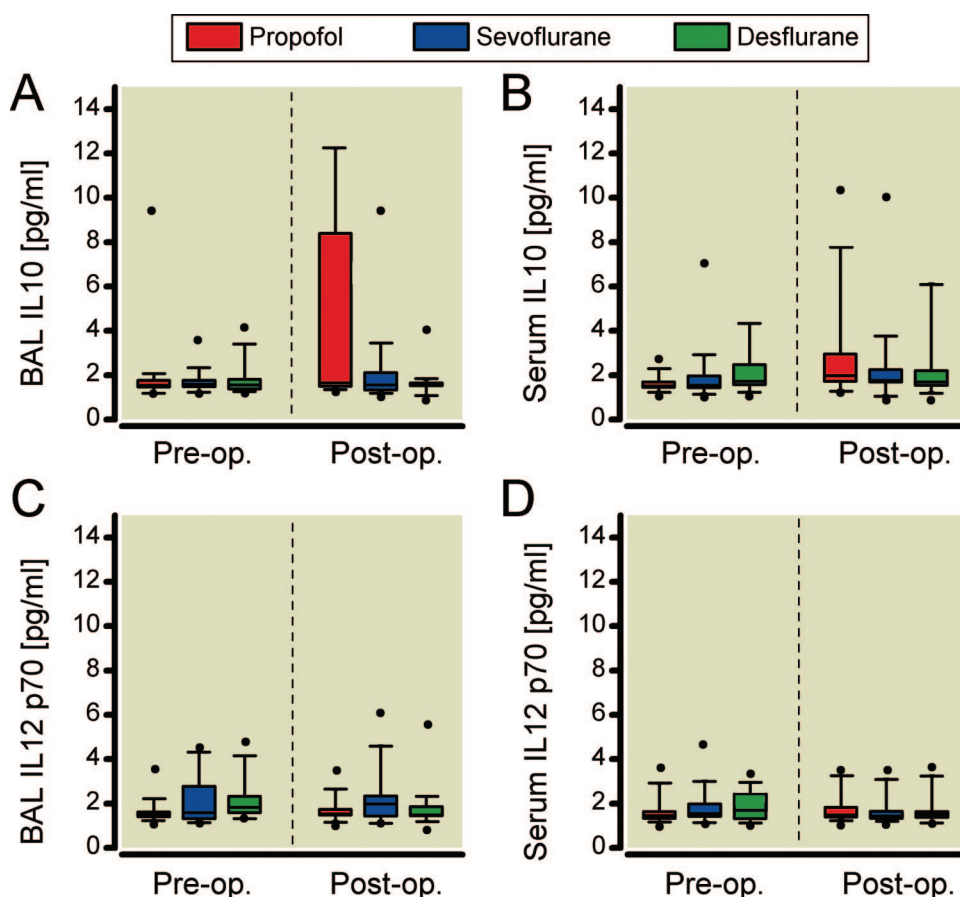 Propofol Sevoflurane Desflurane
A
BAL IL10 [pg/ml]
14
12
10
8
6
4
2
0
Pre-op. Post-op.
B
Serum IL10 [pg/ml]
14
12
10
8
6
4
2
0
Pre-op. Post-op.
C
BAL IL12 p70 [pg/ml]
14
12
10
8
6
4
2
0
Pre-op. Post-op.
D
Serum IL12 p70 [pg/ml]
14
12
10
8
6
4
2
0
Pre-op. Post-op.